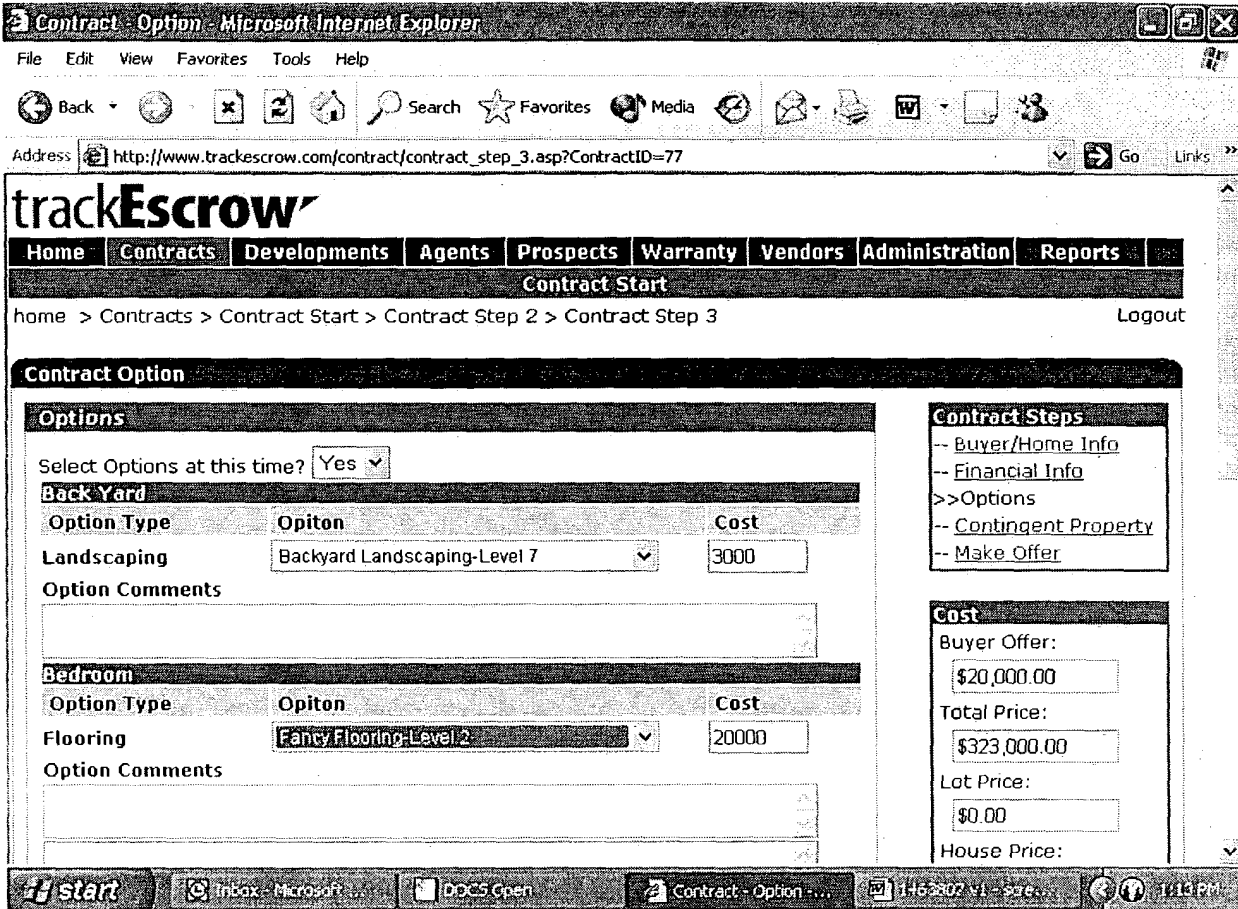 Contract - Option - Microsoft Internet Explorer
File Edit View Favorites Tools Help
Back Search Favorites Media
Address http://www.trackescrow.com/contract/contract_step_3.asp?ContractID=77 Go Links »
trackEscrow
Home Contracts Developments Agents Prospects Warranty Vendors Administration Reports
Contract Start
home > Contracts > Contract Start > Contract Step 2 > Contract Step 3 Logout
Contract Option
Options
Select Options at this time? Yes
Back Yard
Option Type Opiton Cost
Landscaping Backyard Landscaping-Level 7 3000
Option Comments
Bedroom
Option Type Opiton Cost
Flooring Fancy Flooring-Level 2 20000
Option Comments
Contract Steps
-- Buyer/Home Info
-- Financial Info
>>Options
-- Contingent Property
-- Make Offer
Cost
Buyer Offer:
$20,000.00
Total Price:
$323,000.00
Lot Price:
$0.00
House Price:
start Inbox - Microsoft ... DOCS Open Contract - Option - ... 1:13 PM